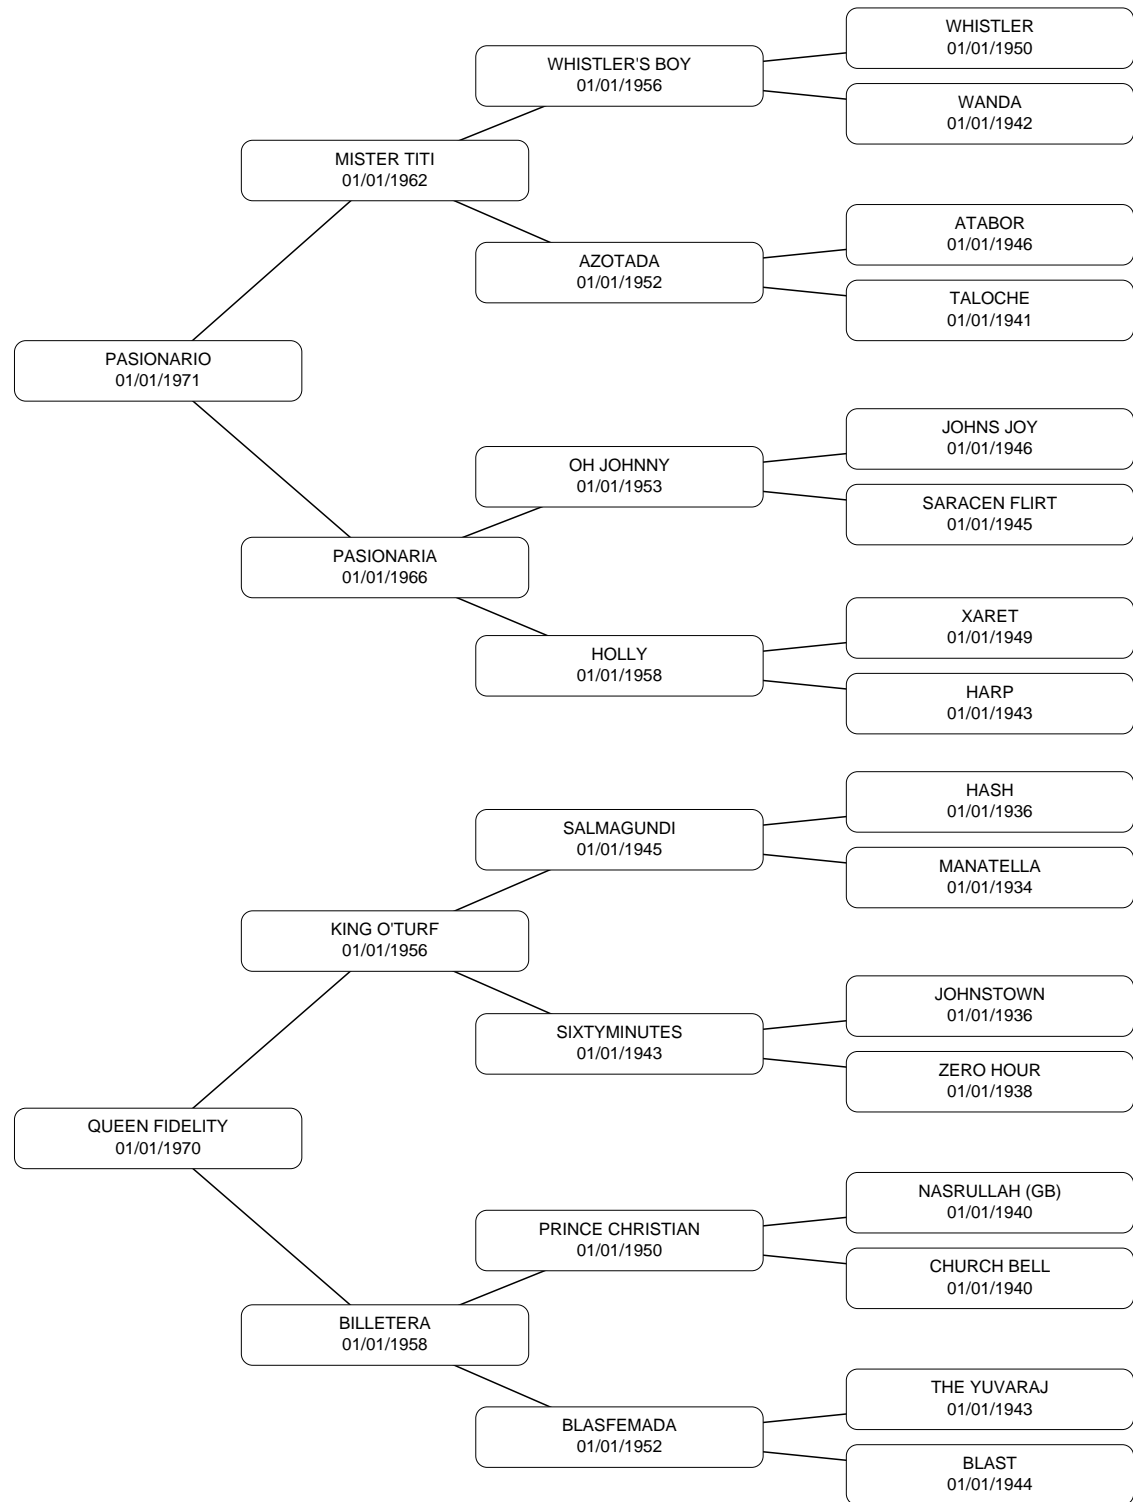 WHISTLER
01/01/1950
WHISTLER'S BOY
01/01/1956
WANDA
01/01/1942
MISTER TITI
01/01/1962
ATABOR
01/01/1946
AZOTADA
01/01/1952
TALOCHE
01/01/1941
PASIONARIO
01/01/1971
JOHNS JOY
01/01/1946
OH JOHNNY
01/01/1953
SARACEN FLIRT
01/01/1945
PASIONARIA
01/01/1966
XARET
01/01/1949
HOLLY
01/01/1958
HARP
01/01/1943
HASH
01/01/1936
SALMAGUNDI
01/01/1945
MANATELLA
01/01/1934
KING O'TURF
01/01/1956
JOHNSTOWN
01/01/1936
SIXTYMINUTES
01/01/1943
ZERO HOUR
01/01/1938
QUEEN FIDELITY
01/01/1970
NASRULLAH (GB)
01/01/1940
PRINCE CHRISTIAN
01/01/1950
CHURCH BELL
01/01/1940
BILLETERA
01/01/1958
THE YUVARAJ
01/01/1943
BLASFEMADA
01/01/1952
BLAST
01/01/1944